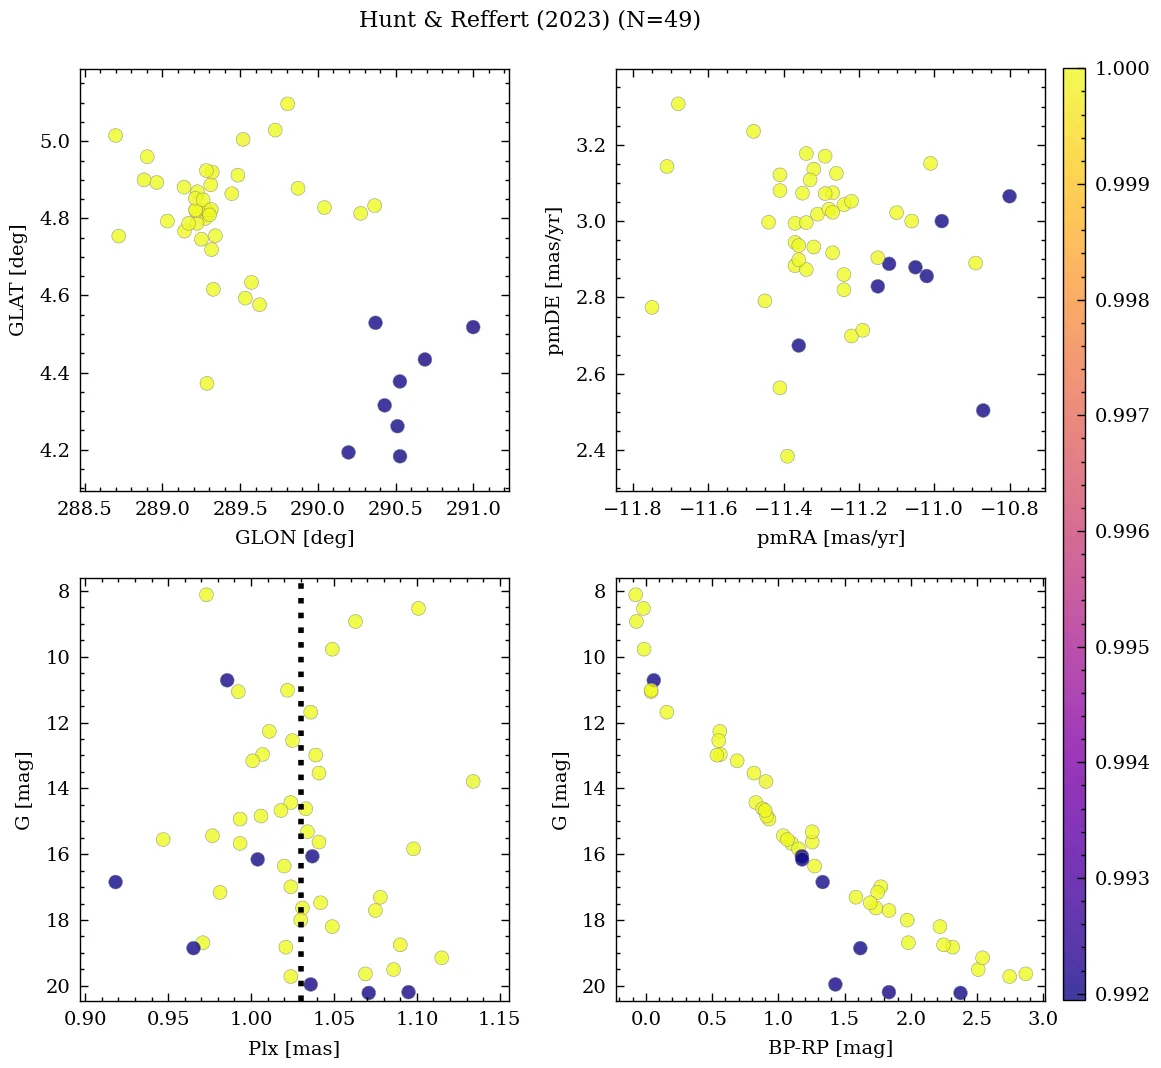 Hunt & Reffert (2023) (N=49)
5.0
4.8
4.6
4.4
4.2
GLAT [deg]
288.5 289.0 289.5 290.0 290.5 291.0
GLON [deg]
3.2
3.0
2.8
2.6
2.4
pmDE [mas/yr]
−11.8 −11.6 −11.4 −11.2 −11.0 −10.8
pmRA [mas/yr]
8
10
12
14
16
18
20
G [mag]
0.90 0.95 1.00 1.05 1.10 1.15
Plx [mas]
8
10
12
14
16
18
20
G [mag]
0.0 0.5 1.0 1.5 2.0 2.5 3.0
BP-RP [mag]
1.000
0.999
0.998
0.997
0.996
0.995
0.994
0.993
0.992